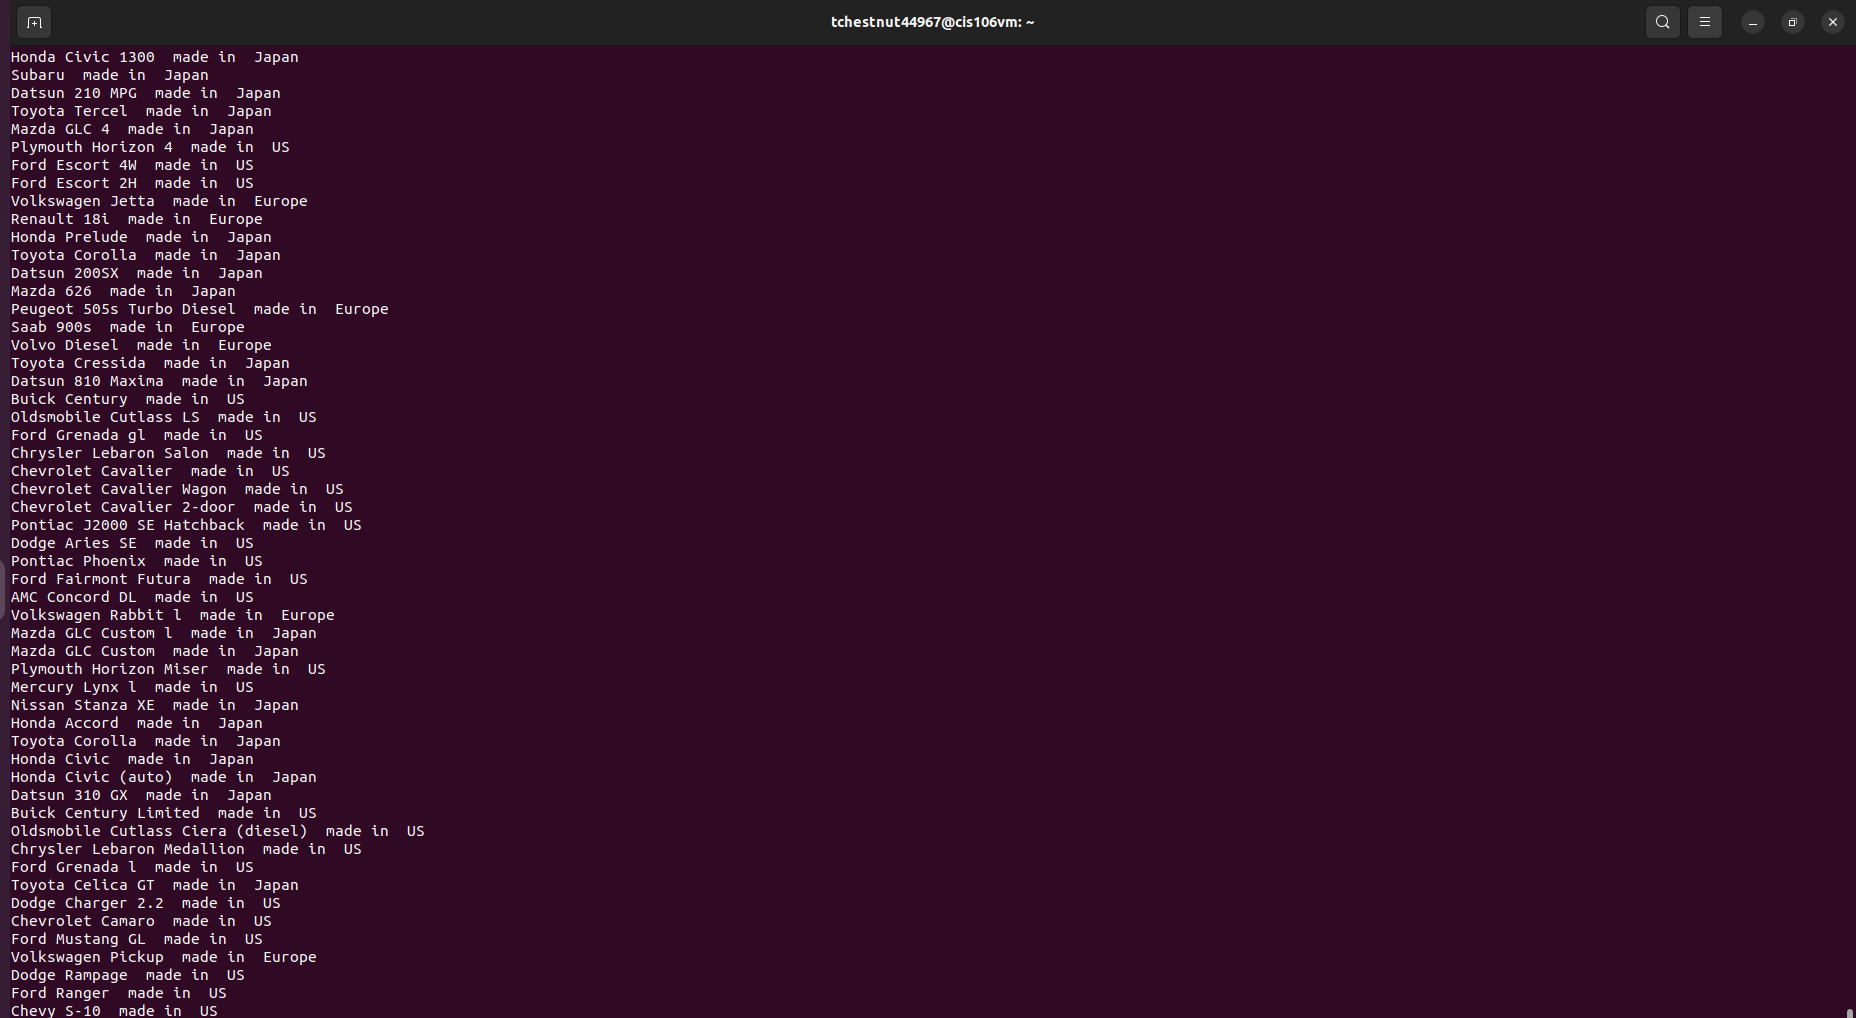 tchestnut44967@cis106vm: ~
Honda Civic 1300  made in  Japan
Subaru  made in  Japan
Datsun 210 MPG  made in  Japan
Toyota Tercel  made in  Japan
Mazda GLC 4  made in  Japan
Plymouth Horizon 4  made in  US
Ford Escort 4W  made in  US
Ford Escort 2H  made in  US
Volkswagen Jetta  made in  Europe
Renault 18i  made in  Europe
Honda Prelude  made in  Japan
Toyota Corolla  made in  Japan
Datsun 200SX  made in  Japan
Mazda 626  made in  Japan
Peugeot 505s Turbo Diesel  made in  Europe
Saab 900s  made in  Europe
Volvo Diesel  made in  Europe
Toyota Cressida  made in  Japan
Datsun 810 Maxima  made in  Japan
Buick Century  made in  US
Oldsmobile Cutlass LS  made in  US
Ford Grenada gl  made in  US
Chrysler Lebaron Salon  made in  US
Chevrolet Cavalier  made in  US
Chevrolet Cavalier Wagon  made in  US
Chevrolet Cavalier 2-door  made in  US
Pontiac J2000 SE Hatchback  made in  US
Dodge Aries SE  made in  US
Pontiac Phoenix  made in  US
Ford Fairmont Futura  made in  US
AMC Concord DL  made in  US
Volkswagen Rabbit l  made in  Europe
Mazda GLC Custom l  made in  Japan
Mazda GLC Custom  made in  Japan
Plymouth Horizon Miser  made in  US
Mercury Lynx l  made in  US
Nissan Stanza XE  made in  Japan
Honda Accord  made in  Japan
Toyota Corolla  made in  Japan
Honda Civic  made in  Japan
Honda Civic (auto)  made in  Japan
Datsun 310 GX  made in  Japan
Buick Century Limited  made in  US
Oldsmobile Cutlass Ciera (diesel)  made in  US
Chrysler Lebaron Medallion  made in  US
Ford Grenada l  made in  US
Toyota Celica GT  made in  Japan
Dodge Charger 2.2  made in  US
Chevrolet Camaro  made in  US
Ford Mustang GL  made in  US
Volkswagen Pickup  made in  Europe
Dodge Rampage  made in  US
Ford Ranger  made in  US
Chevy S-10  made in  US